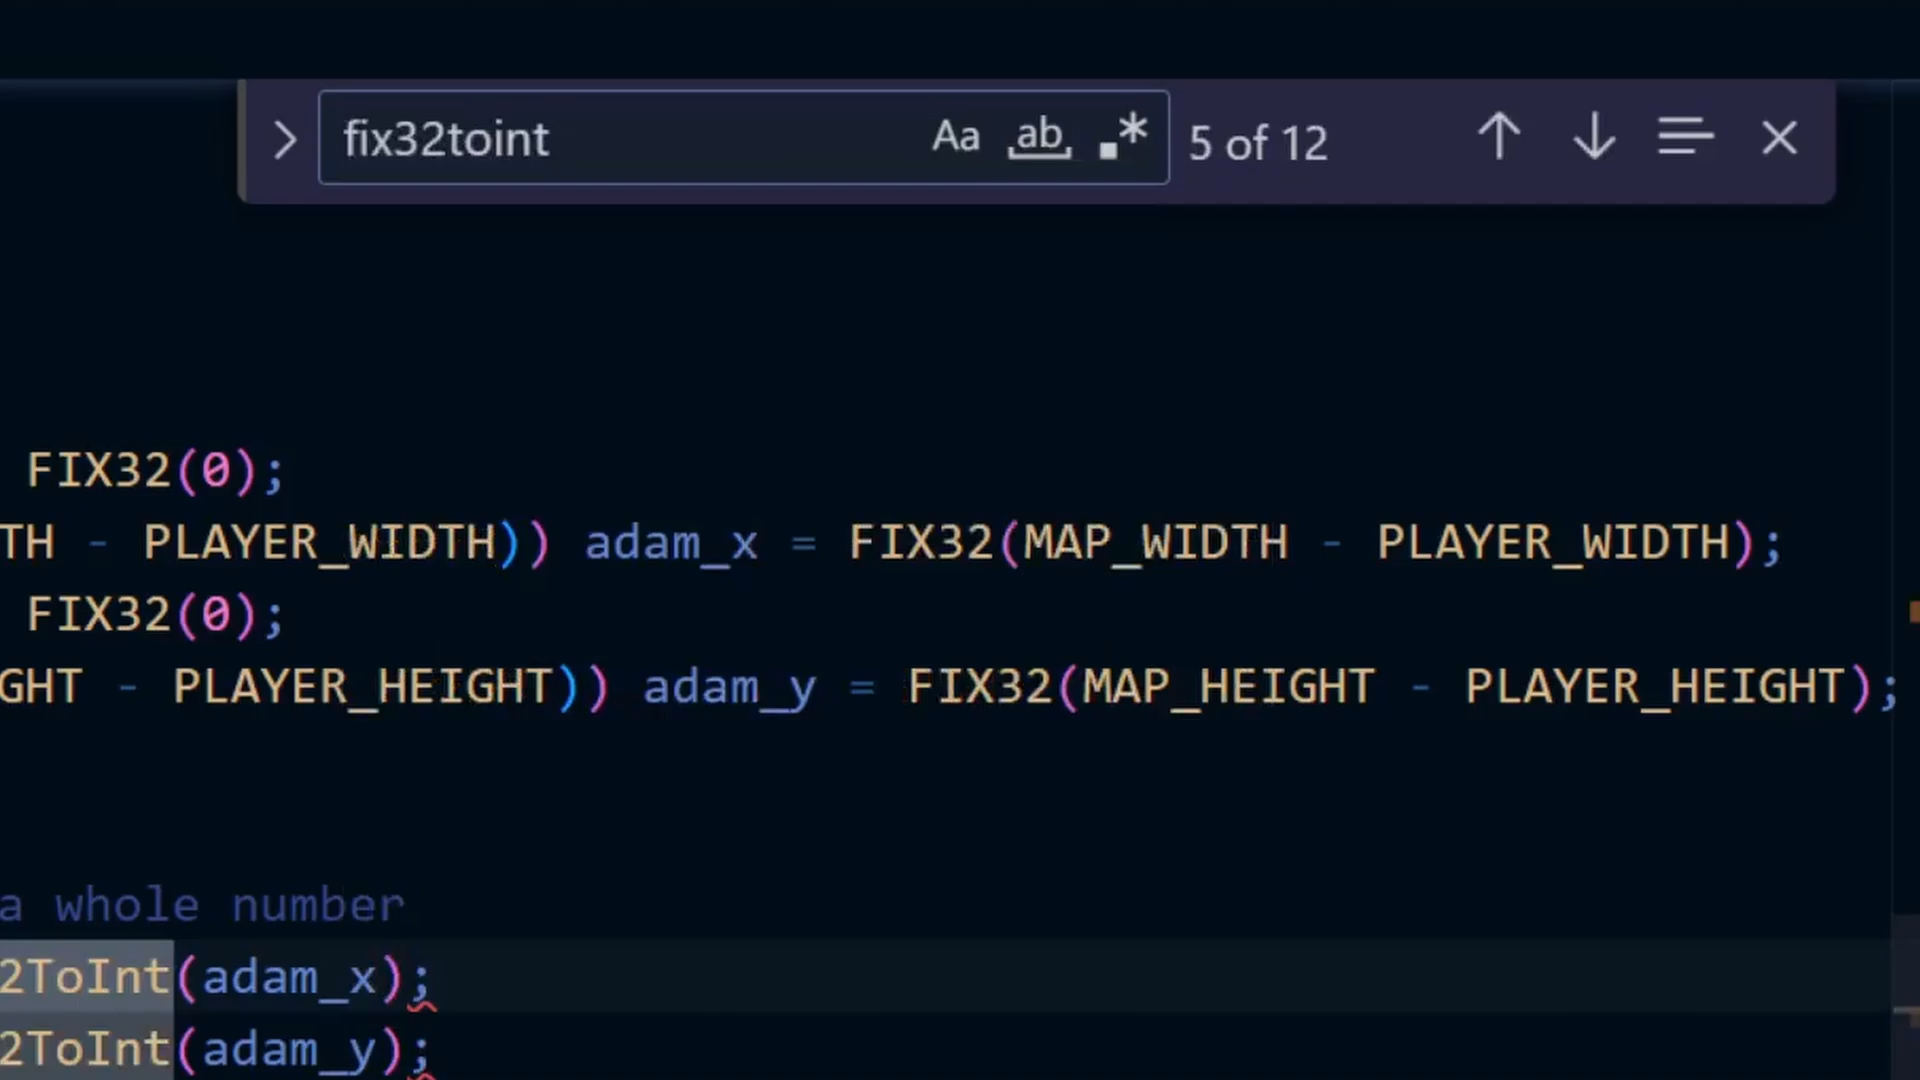 fix32toint Aa ab 5 of 12
FIX32(0);
TH - PLAYER_WIDTH)) adam_x = FIX32(MAP_WIDTH - PLAYER_WIDTH);
FIX32(0);
GHT - PLAYER_HEIGHT)) adam_y = FIX32(MAP_HEIGHT - PLAYER_HEIGHT);
a whole number
2ToInt(adam_x);
2ToInt(adam_y);